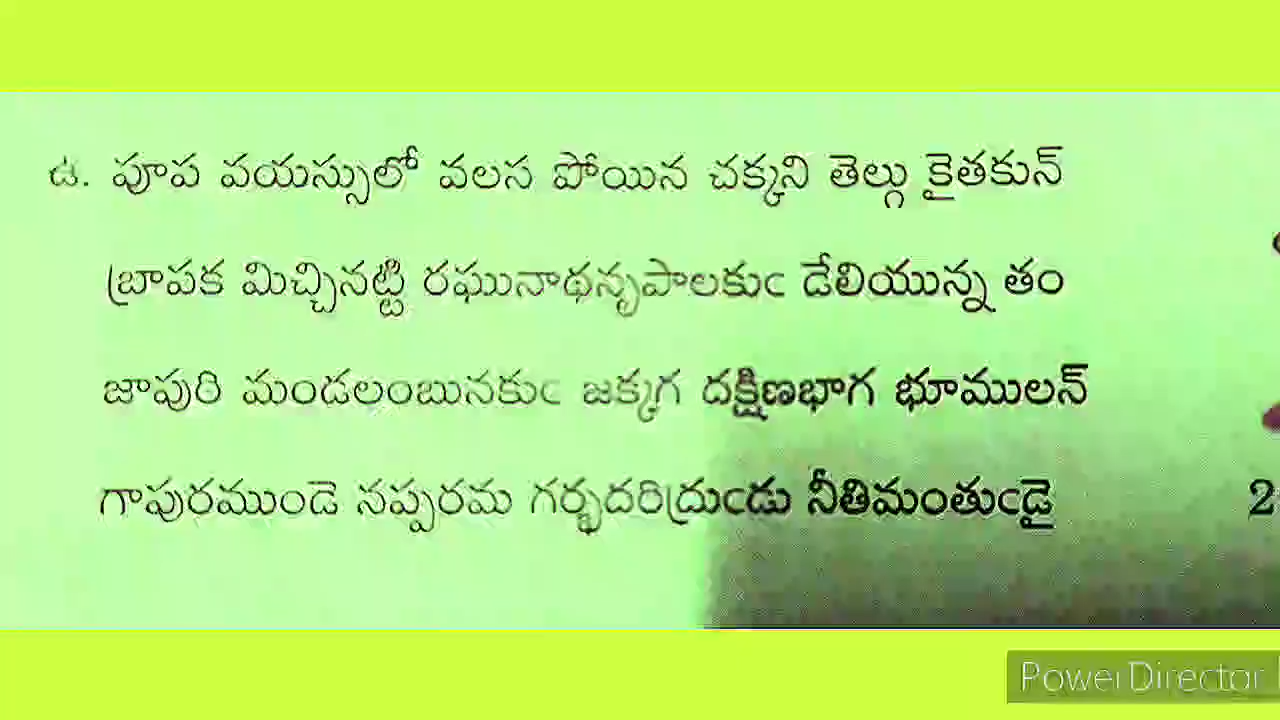 ఉ. పూప పయస్సులో వలస పోయిన చక్కని తెల్గు కైతకున్
బ్రాపక మిచ్చినట్టి రఘునాథనృపాలకుఁ డేలియున్న తం
జాపురి మండలంబునకుఁ జక్కగ దక్షిణభాగ భూములన్
గాపురముండె నప్పరమ గర్భదరిద్రుఁడు నీతిమంతుఁడై 2
PowerDirector